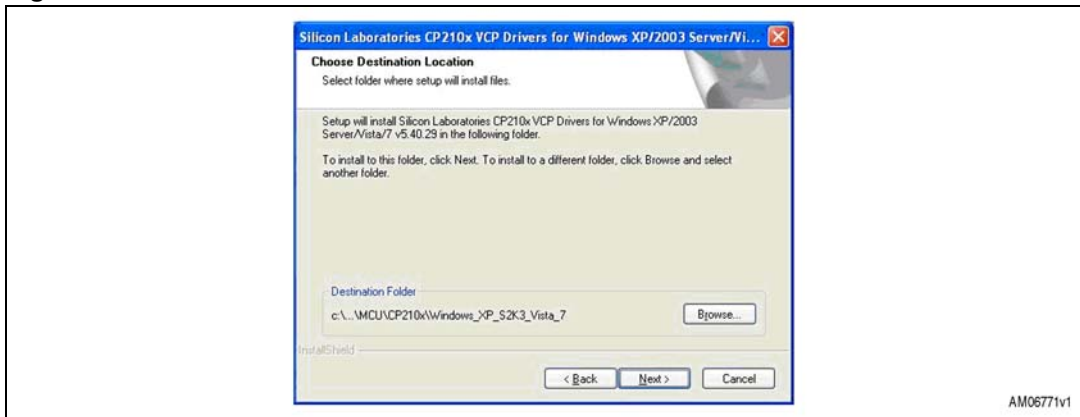 Silicon Laboratories CP210x VCP Drivers for Windows XP/2003 Server/Vi...
Choose Destination Location
Select folder where setup will install files.
Setup will install Silicon Laboratories CP210x VCP Drivers for Windows XP/2003
Server/Vista/7 v5.40.29 in the following folder.
To install to this folder, click Next. To install to a different folder, click Browse and select
another folder.
Destination Folder
c:\...\MCU\CP210x\Windows_XP_S2K3_Vista_7
Browse...
InstallShield
< Back
Next >
Cancel
AM06771v1